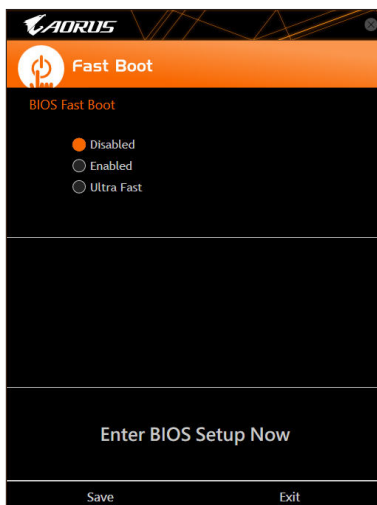 AORUS
Fast Boot
BIOS Fast Boot
Disabled
Enabled
Ultra Fast
Enter BIOS Setup Now
Save Exit